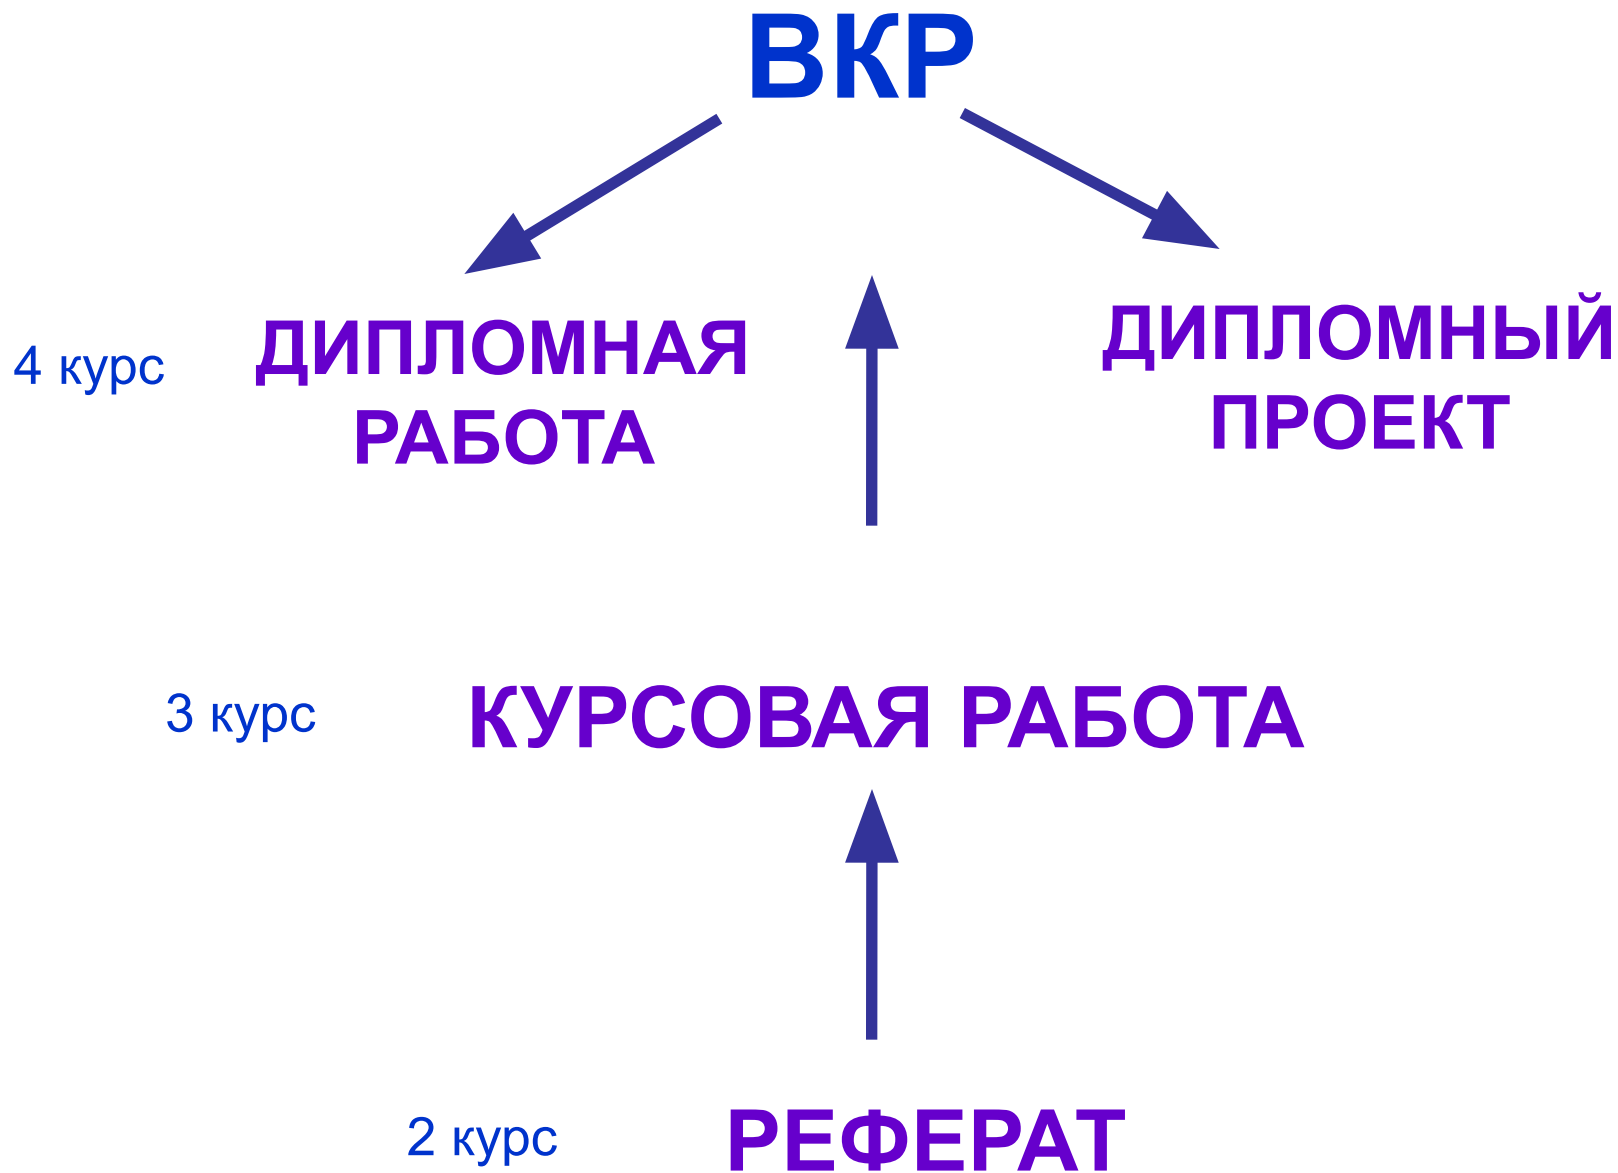 ВКР
4 курс
ДИПЛОМНАЯ
РАБОТА
ДИПЛОМНЫЙ
ПРОЕКТ
3 курс
КУРСОВАЯ РАБОТА
2 курс
РЕФЕРАТ